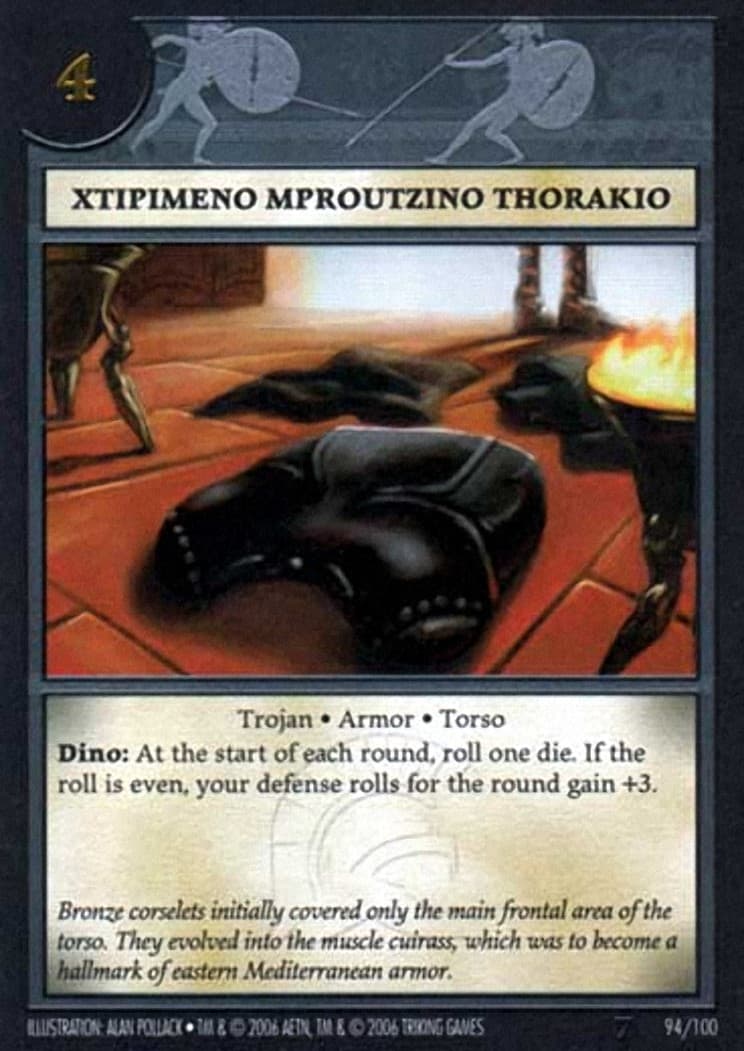 4
XTIPIMENO MPROUTZINO THORAKIO
Trojan • Armor • Torso
Dino: At the start of each round, roll one die. If the
roll is even, your defense rolls for the round gain +3.
Bronze corselets initially covered only the main frontal area of the
torso. They evolved into the muscle cuirass, which was to become a
hallmark of eastern Mediterranean armor.
ILLUSTRATION: ALAN POLLACK • TM & © 2006 AETN, TM & © 2006 TRIKING GAMES 94/100